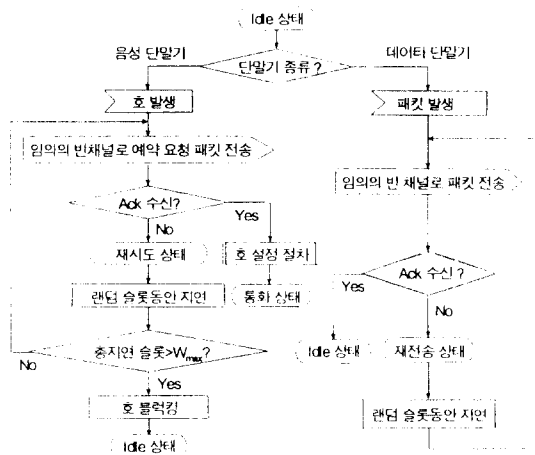 Idle 상태
음성 단말기
데이타 단말기
단말기 종류 ?
호 발생
패킷 발생
임의의 빈채널로 예약 요청 패킷 전송
임의의 빈 채널로 패킷 전송
Ack 수신?
Yes
No
재시도 상태
호 설정 절차
Ack 수신 ?
Yes
No
랜덤 슬롯동안 지연
통화 상태
총지연 슬롯>Wmax?
No
Yes
Idle 상태
재전송 상태
호 블럭킹
랜덤 슬롯동안 지연
Idle 상태